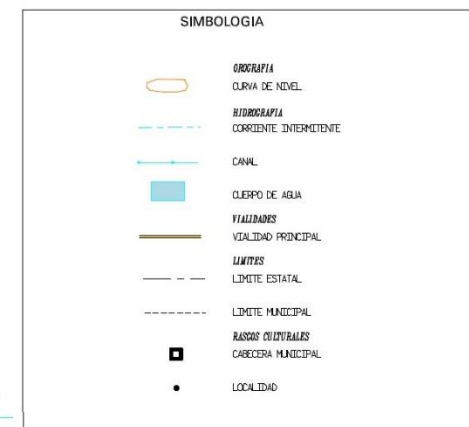 SIMBOLOGIA
OROGRAFIA
CURVA DE NIVEL
HIDROGRAFIA
CORRIENTE INTERMITENTE
CANAL
CUERPO DE AGUA
VIALIDADES
VIALIDAD PRINCIPAL
LIMITES
LIMITE ESTATAL
LIMITE MUNICIPAL
RASGOS CULTURALES
CABECERA MUNICIPAL
LOCALIDAD